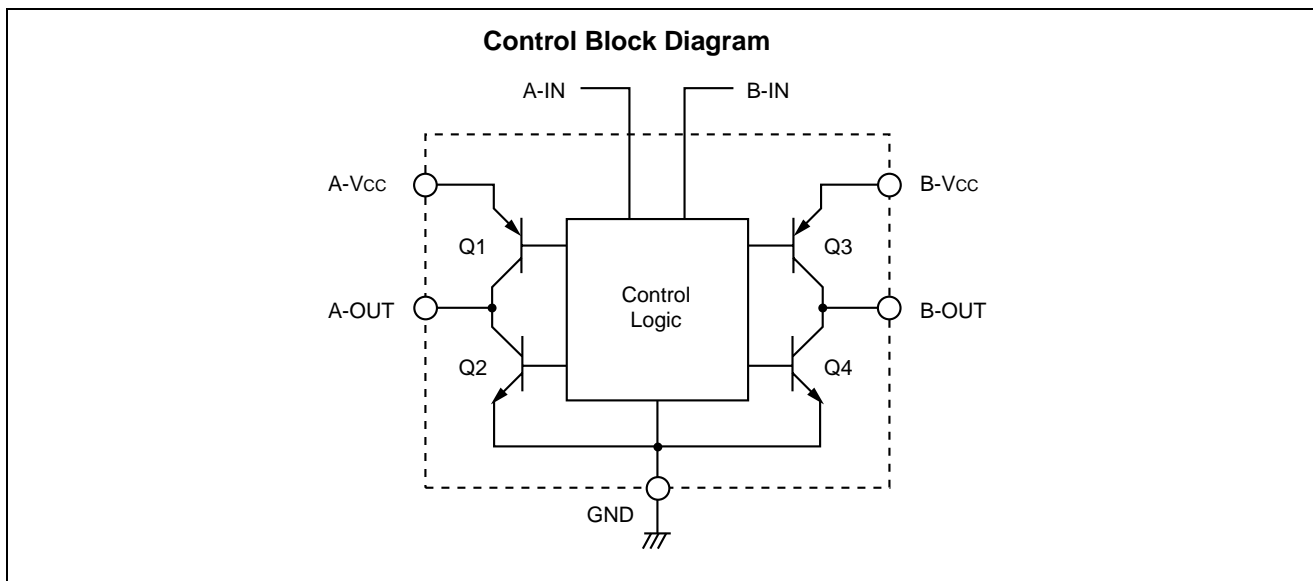 Control Block Diagram
A-IN
B-IN
A-VCC
B-VCC
Q1
Q3
Control
Logic
A-OUT
B-OUT
Q2
Q4
GND